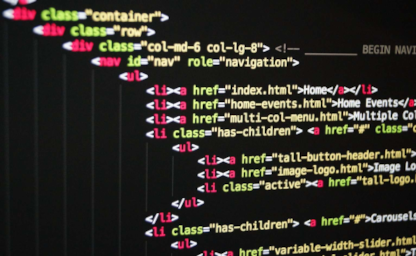 <div class="container">
<div class="row">
<div class="col-md-6 col-lg-8"> <!-- ________ BEGIN NAVI
<nav id="nav" role="navigation">
<ul>
<li><a href="index.html">Home</a></li>
<li><a href="home-events.html">Home Events</a>
<li><a href="multi-col-menu.html">Multiple Col
<li class="has-children"> <a href="#" class="
<ul>
<li><a href="tall-button-header.html">
<li><a href="image-logo.html">Image Lo
<li class="active"><a href="tall-logo.
</ul>
</li>
<li class="has-children"> <a href="#">Carousels
<ul>
<li><a href="variable-width-slider.html
slider.html">